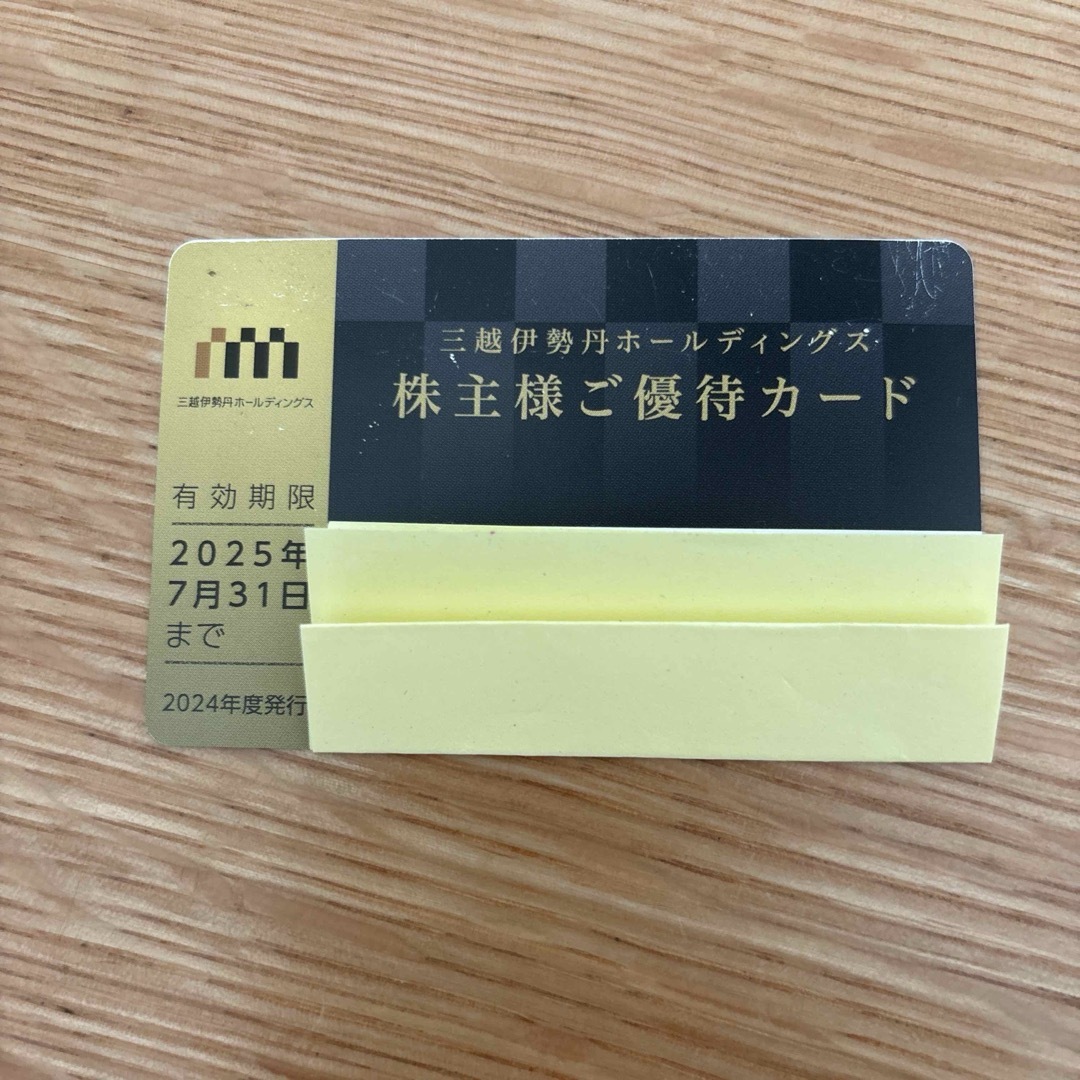 三越伊勢丹ホールディングス
有効期限
2025年
7月31日
まで
2024年度発行
三越伊勢丹ホールディングス
株主様ご優待カード